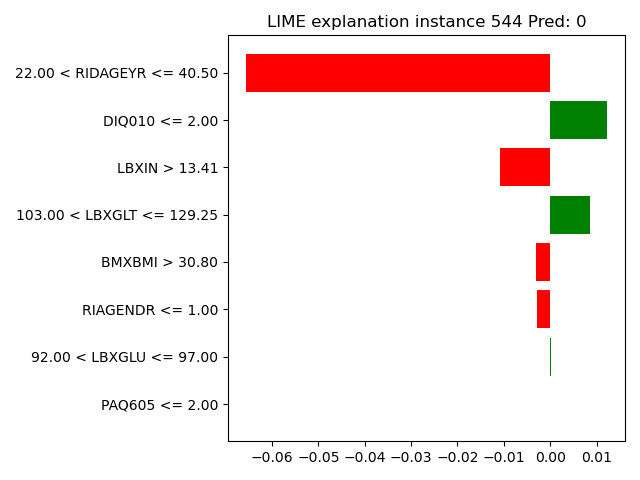 LIME explanation instance 544 Pred: 0
22.00 < RIDAGEYR <= 40.50
DIQ010 <= 2.00
LBXIN > 13.41
103.00 < LBXGLT <= 129.25
BMXBMI > 30.80
RIAGENDR <= 1.00
92.00 < LBXGLU <= 97.00
PAQ605 <= 2.00
−0.06 −0.05 −0.04 −0.03 −0.02 −0.01 0.00 0.01